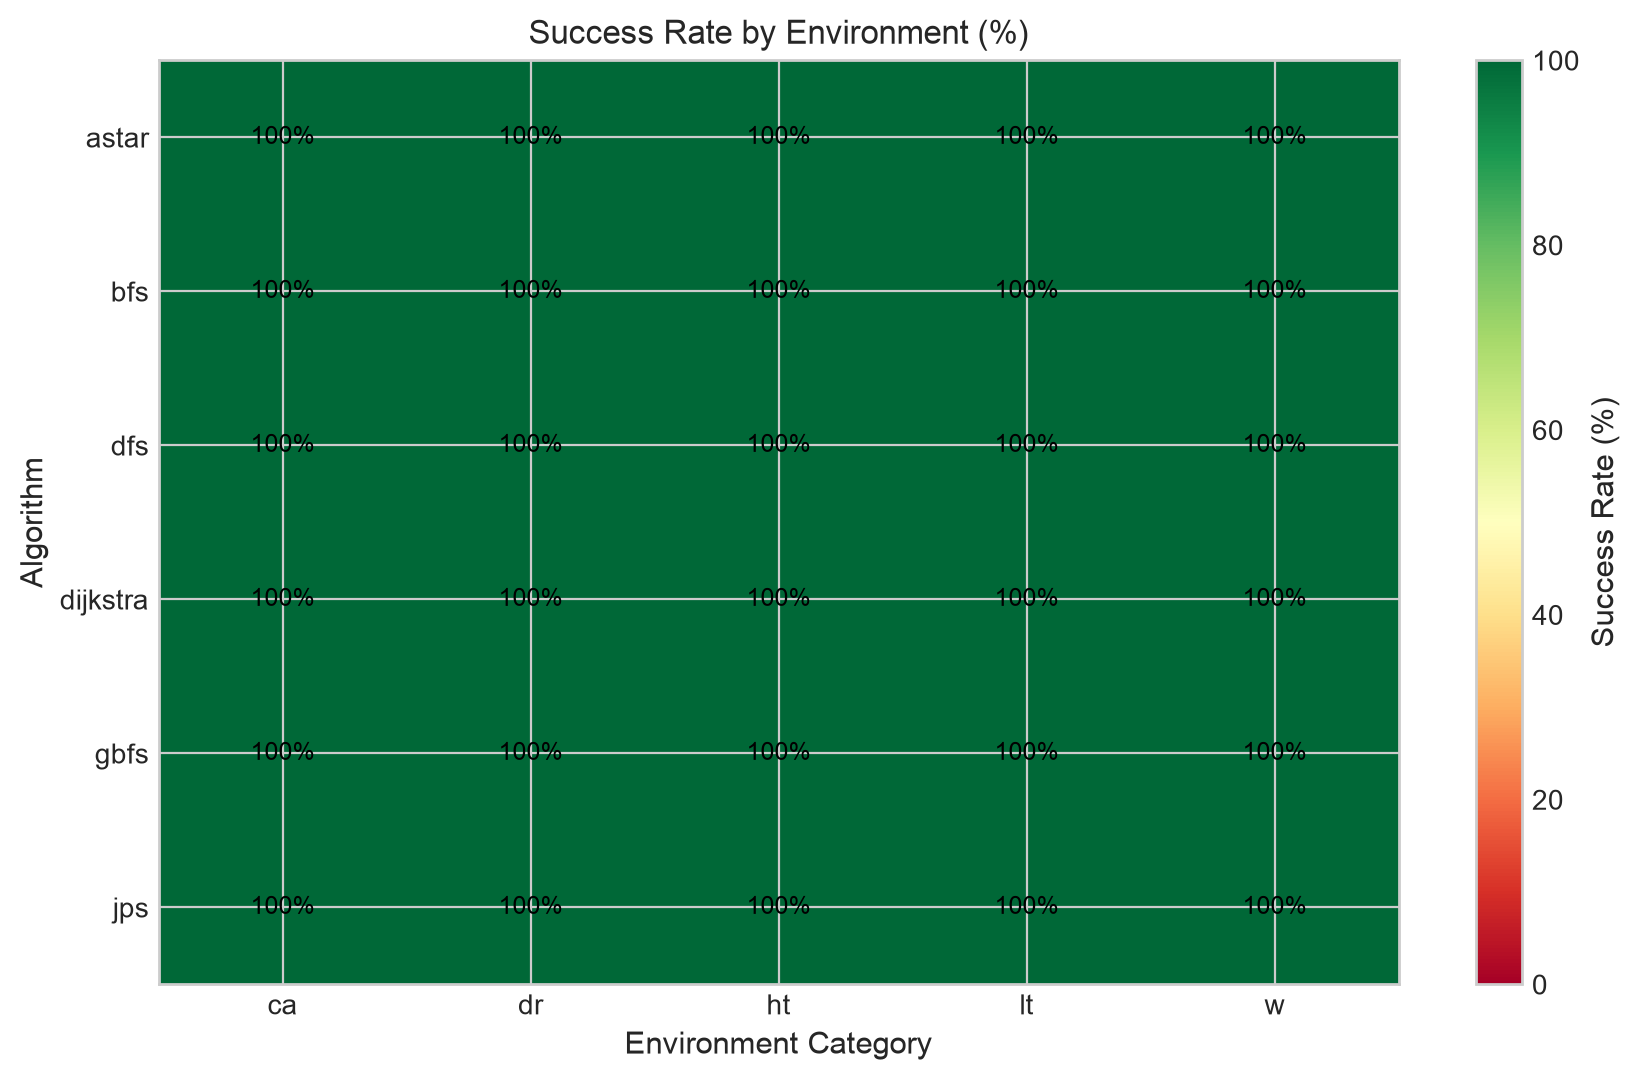 Success Rate by Environment (%)
astar 100% 100% 100% 100% 100%
bfs 100% 100% 100% 100% 100%
dfs 100% 100% 100% 100% 100%
dijkstra 100% 100% 100% 100% 100%
gbfs 100% 100% 100% 100% 100%
jps 100% 100% 100% 100% 100%
ca dr ht lt w
Environment Category
Algorithm
100
80
60
40
20
0
Success Rate (%)